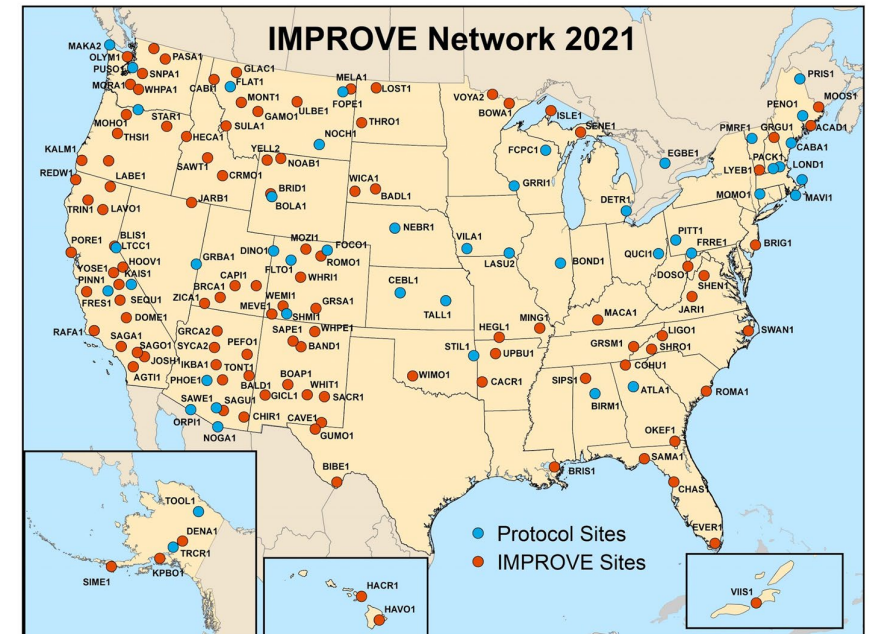 IMPROVE Network 2021
MAKA2
OLYM1
PUSO1
MORA1
PASA1
SNPA1
WHPA1
GLAC1
FLAT1
CABI1
MONT1
GAMO1
ULBE1
MELA1
FOPE1
LOST1
THRO1
NOCH1
SULA1
MOHO1
STAR1
THSI1
HECA1
KALM1
REDW1
LABE1
TRIN1
LAVO1
SAWT1
CRMO1
JARB1
YELL2
NOAB1
BRID1
BOLA1
WICA1
BADL1
NEBR1
VOYA2
BOWA1
ISLE1
SENE1
FCPC1
GRRI1
DETR1
EGBE1
PRIS1
PENO1
MOOS1
ACAD1
PMRF1
GRGU1
CABA1
PACK1
LYEB1
LOND1
MOMO1
MAVI1
PORE1
BLIS1
LTCC1
HOOV1
YOSE1
KAIS1
PINN1
FRES1
SEQU1
DOME1
RAFA1
SAGA1
SAGO1
JOSH1
AGTI1
GRBA1
DINO1
MOZI1
FOCO1
ROMO1
FLTO1
WHRI1
CAPI1
BRCA1
ZICA1
WEMI1
MEVE1
SHMI1
GRSA1
CEBL1
TALL1
VILA1
LASU2
BOND1
QUCI1
PITT1
FRRE1
DOSO1
SHEN1
JARI1
BRIG1
GRCA2
SYCA2
PEFO1
IKBA1
TONT1
PHOE1
SAPE1
WHPE1
BAND1
BALD1
BOAP1
GICL1
WHIT1
SACR1
SAWE1
SAGU1
ORPI1
NOGA1
CHIR1
CAVE1
GUMO1
BIBE1
WIMO1
STIL1
HEGL1
UPBU1
CACR1
MING1
MACA1
SIPS1
BIRM1
GRSM1
LIGO1
SHRO1
COHU1
ATLA1
SWAN1
ROMA1
OKEF1
SAMA1
CHAS1
EVER1
BRIS1
Protocol Sites
IMPROVE Sites
TOOL1
DENA1
TRCR1
KPBO1
SIME1
HACR1
HAVO1
VIIS1